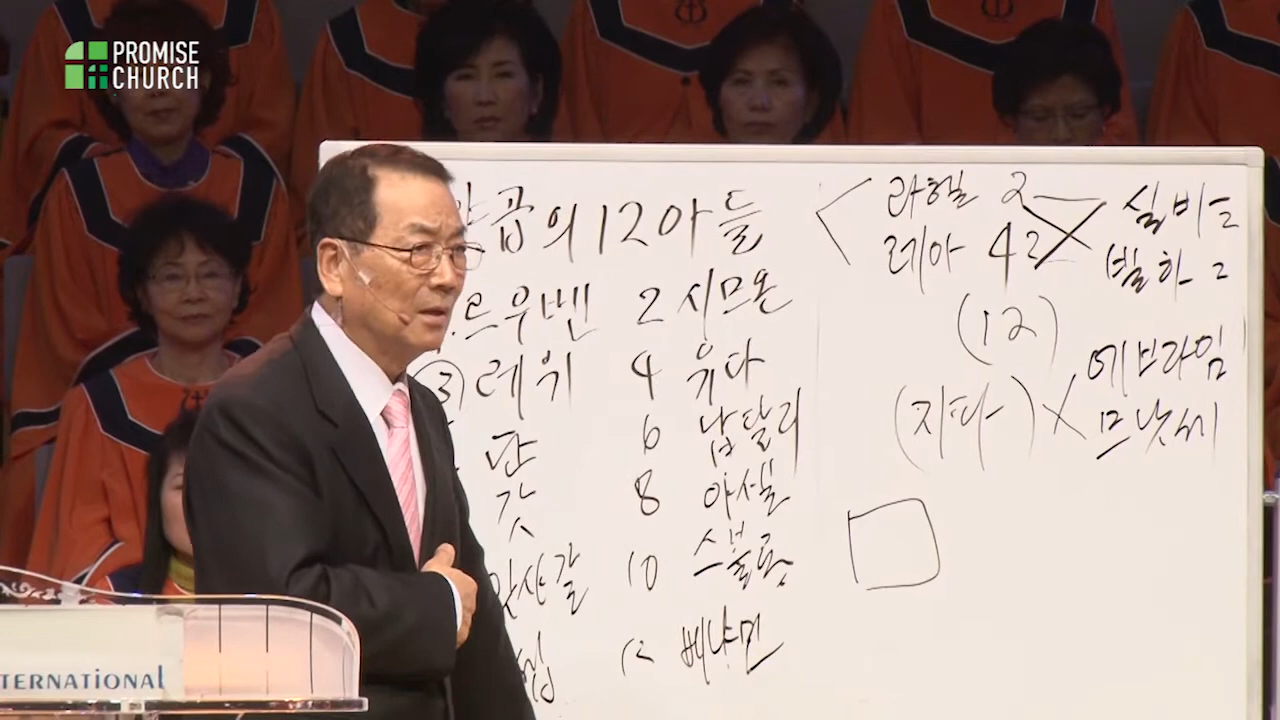 PROMISE
CHURCH
곱의 12아들
르우벤 2 시므온
③ 레위 4 유다
단 6 납달리
갓 8 아셀
잇사갈 10 스불론
셉 12 베냐민
라헬 2
레아 4 2
실바 2
빌하 2
(12)
(지파)
에브라임
므낫세
TERNATIONAL